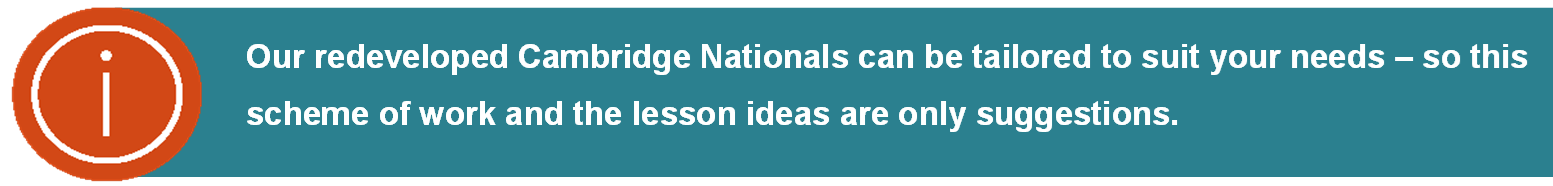 Our redeveloped Cambridge Nationals can be tailored to suit your needs – so this
scheme of work and the lesson ideas are only suggestions.